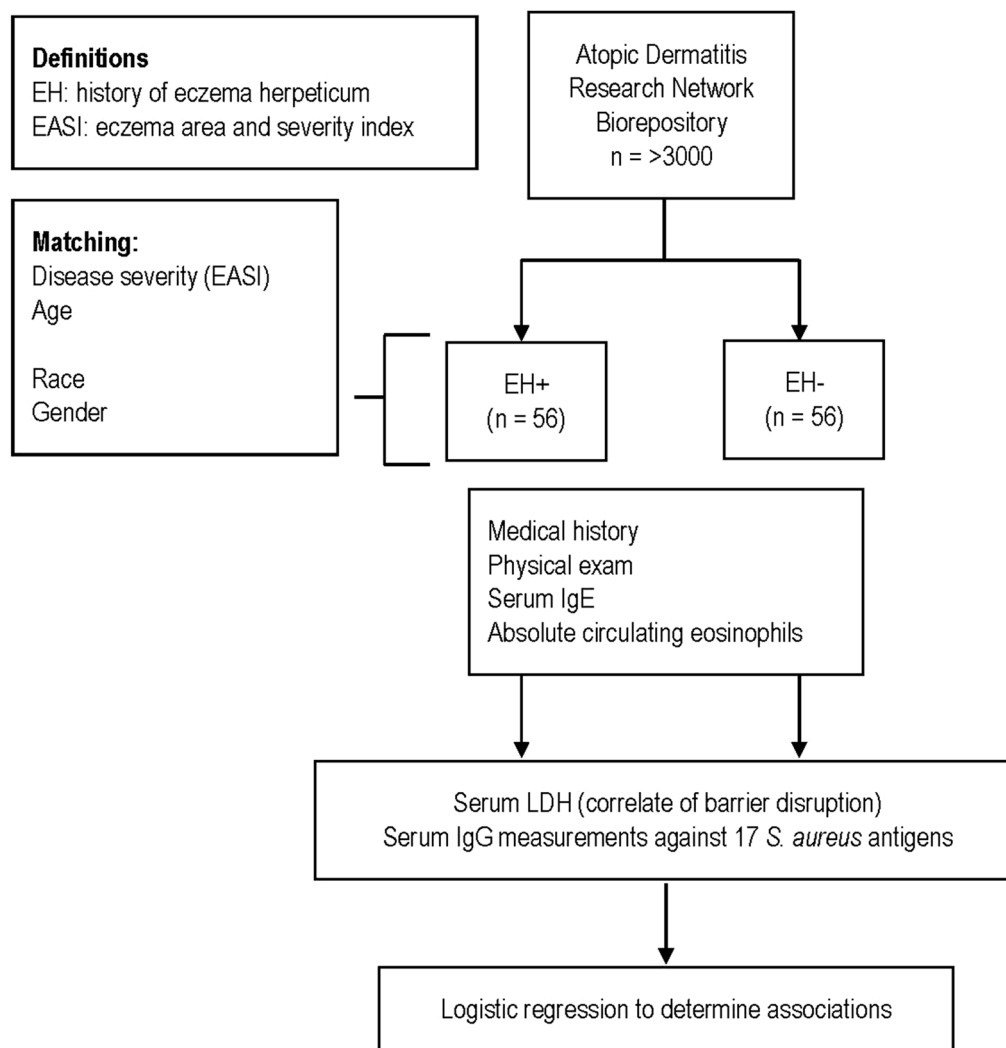 Definitions
EH: history of eczema herpeticum
EASI: eczema area and severity index
Atopic Dermatitis
Research Network
Biorepository
n = >3000
Matching:
Disease severity (EASI)
Age
Race
Gender
EH+
(n = 56)
EH-
(n = 56)
Medical history
Physical exam
Serum IgE
Absolute circulating eosinophils
Serum LDH (correlate of barrier disruption)
Serum IgG measurements against 17 S. aureus antigens
Logistic regression to determine associations